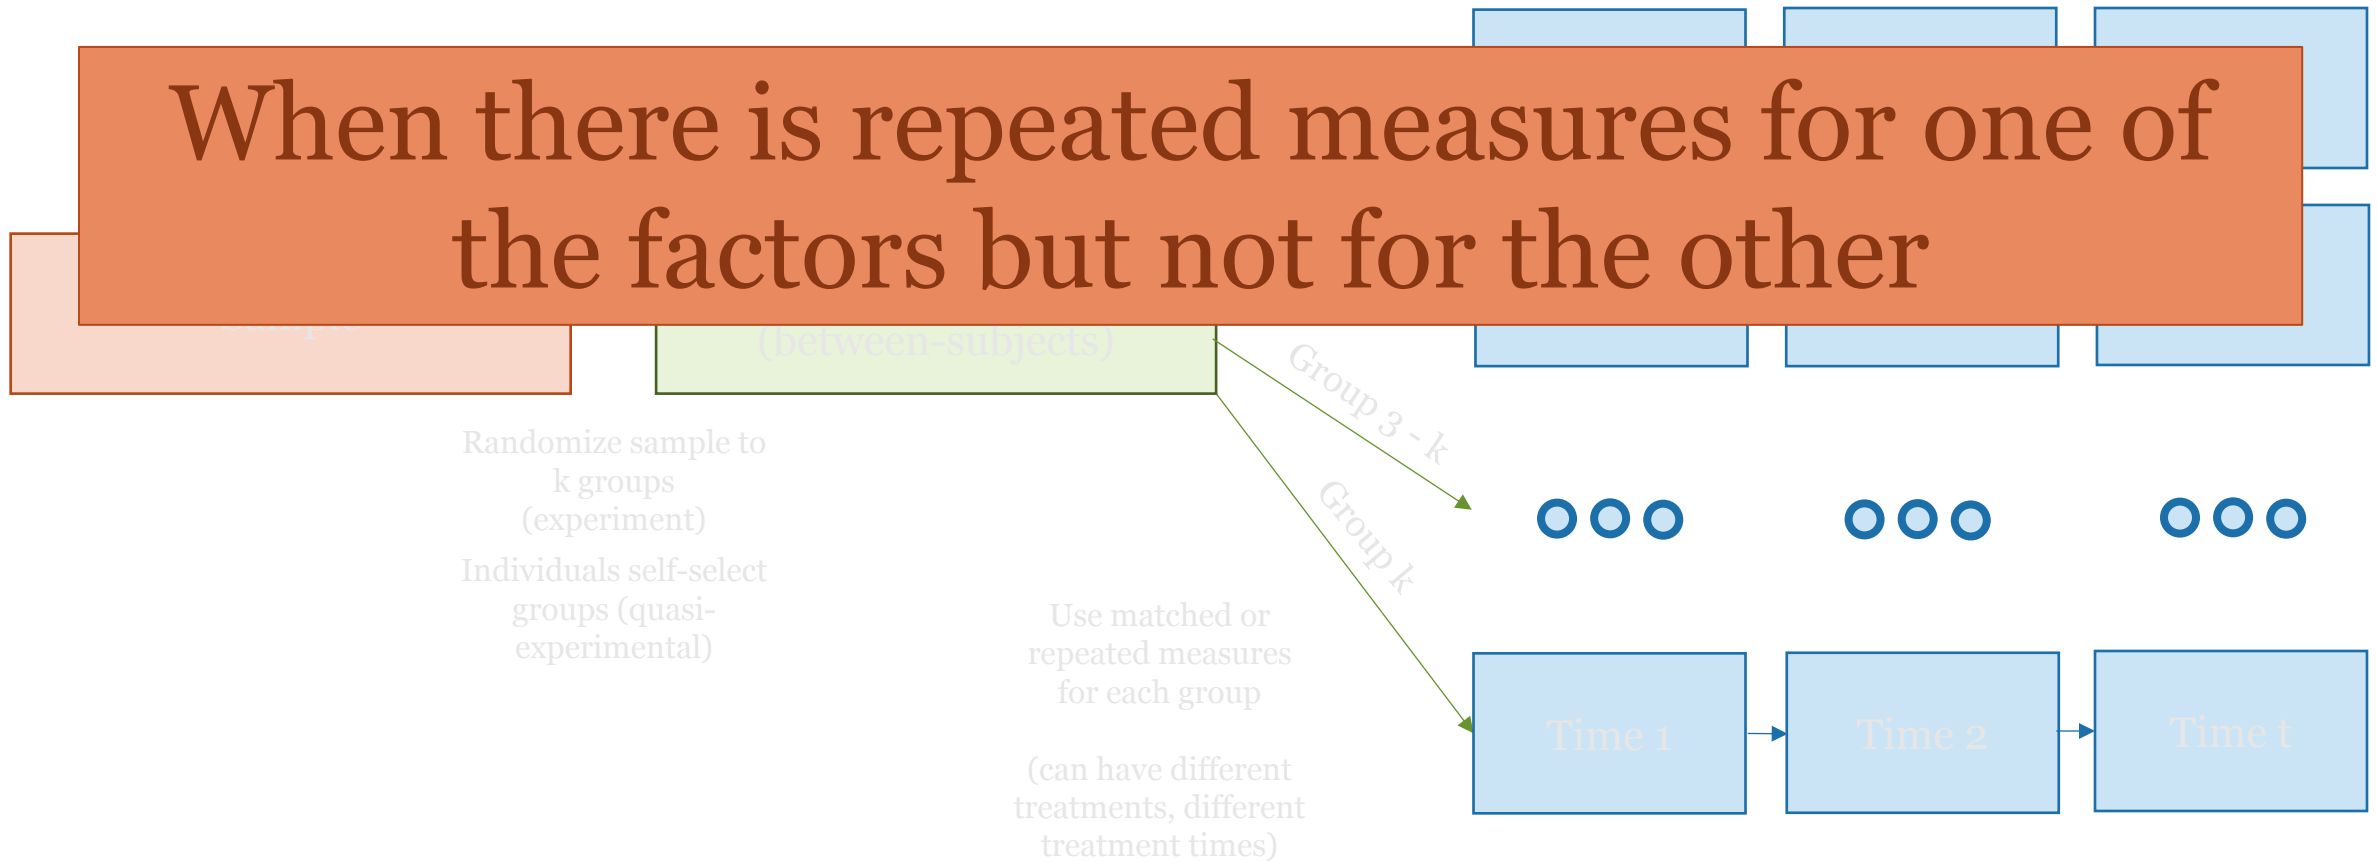 When there is repeated measures for one of
the factors but not for the other
(between-subjects)
Group 3 - k
Group k
Randomize sample to
k groups
(experiment)
Individuals self-select
groups (quasi-
experimental)
Use matched or
repeated measures
for each group
(can have different
treatments, different
treatment times)
Time 1
Time 2
Time t